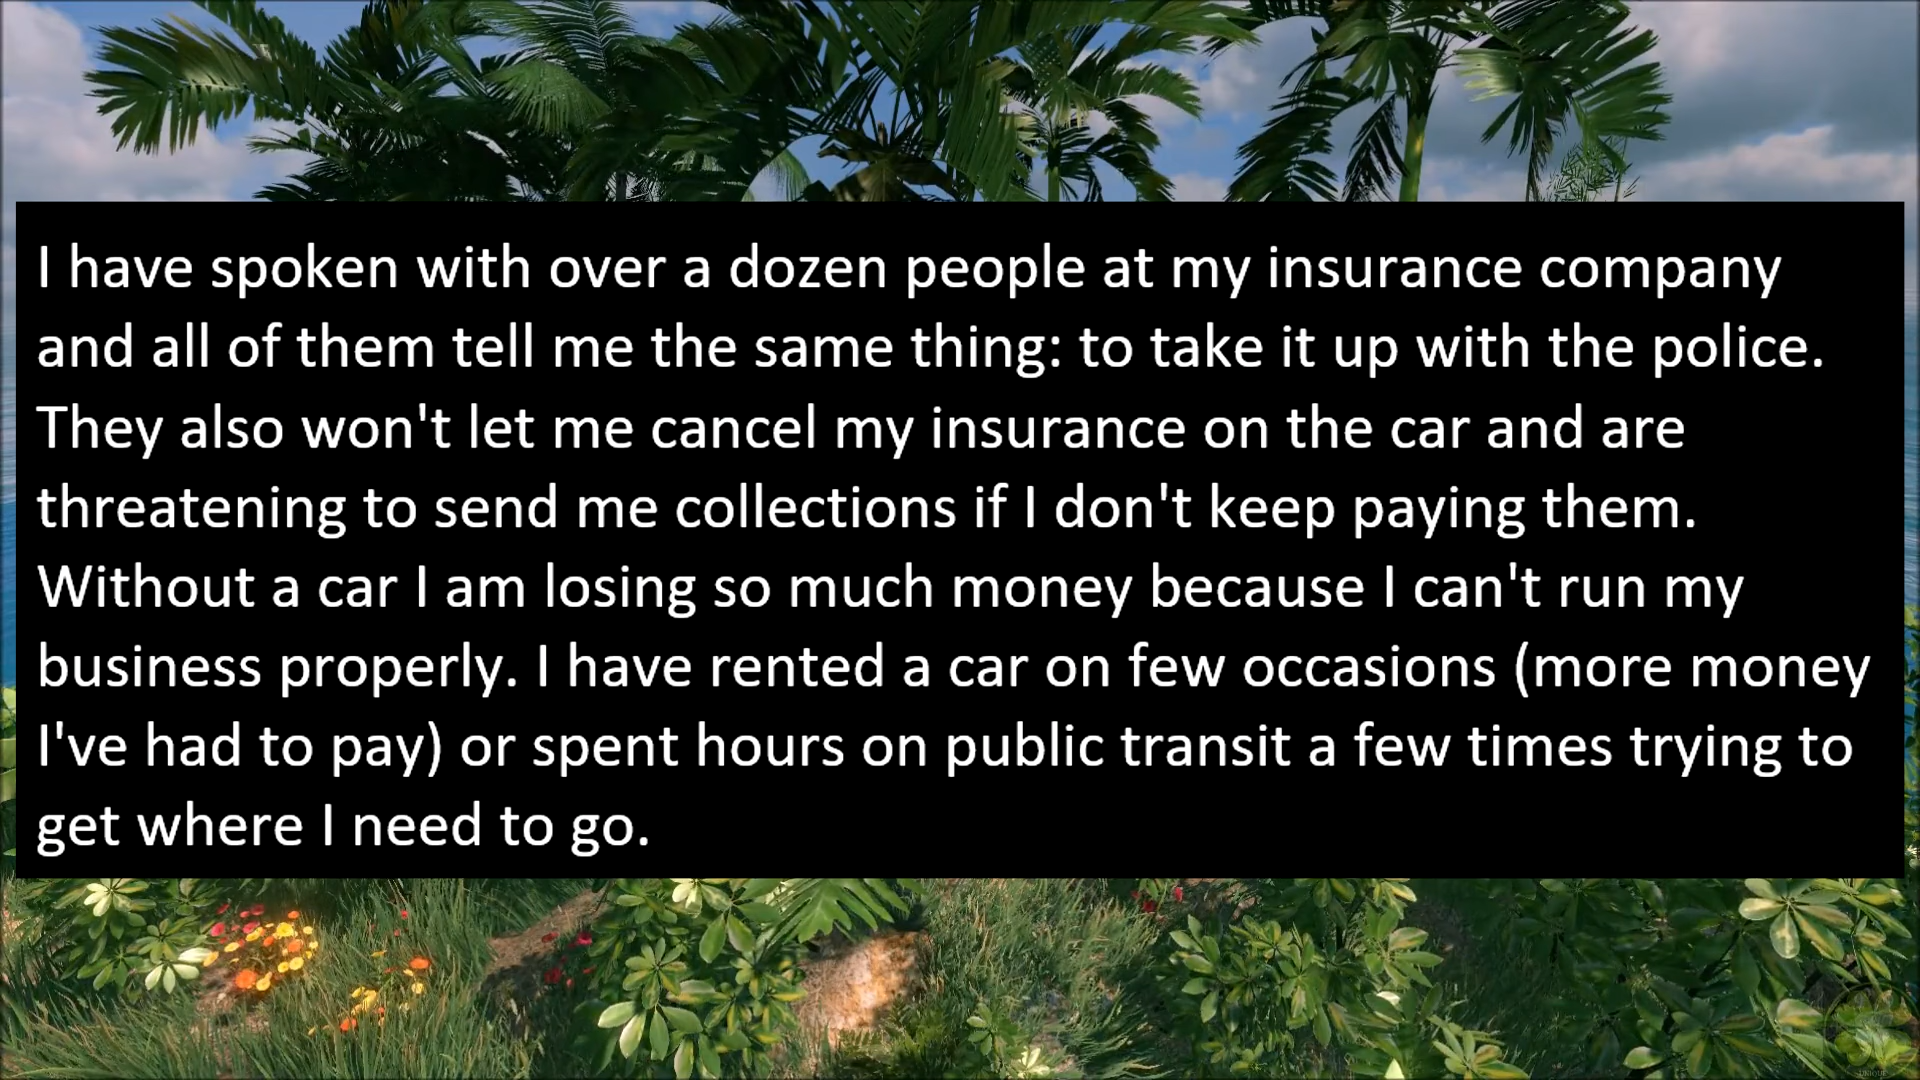 I have spoken with over a dozen people at my insurance company
and all of them tell me the same thing: to take it up with the police.
They also won't let me cancel my insurance on the car and are
threatening to send me collections if I don't keep paying them.
Without a car I am losing so much money because I can't run my
business properly. I have rented a car on few occasions (more money
I've had to pay) or spent hours on public transit a few times trying to
get where I need to go.